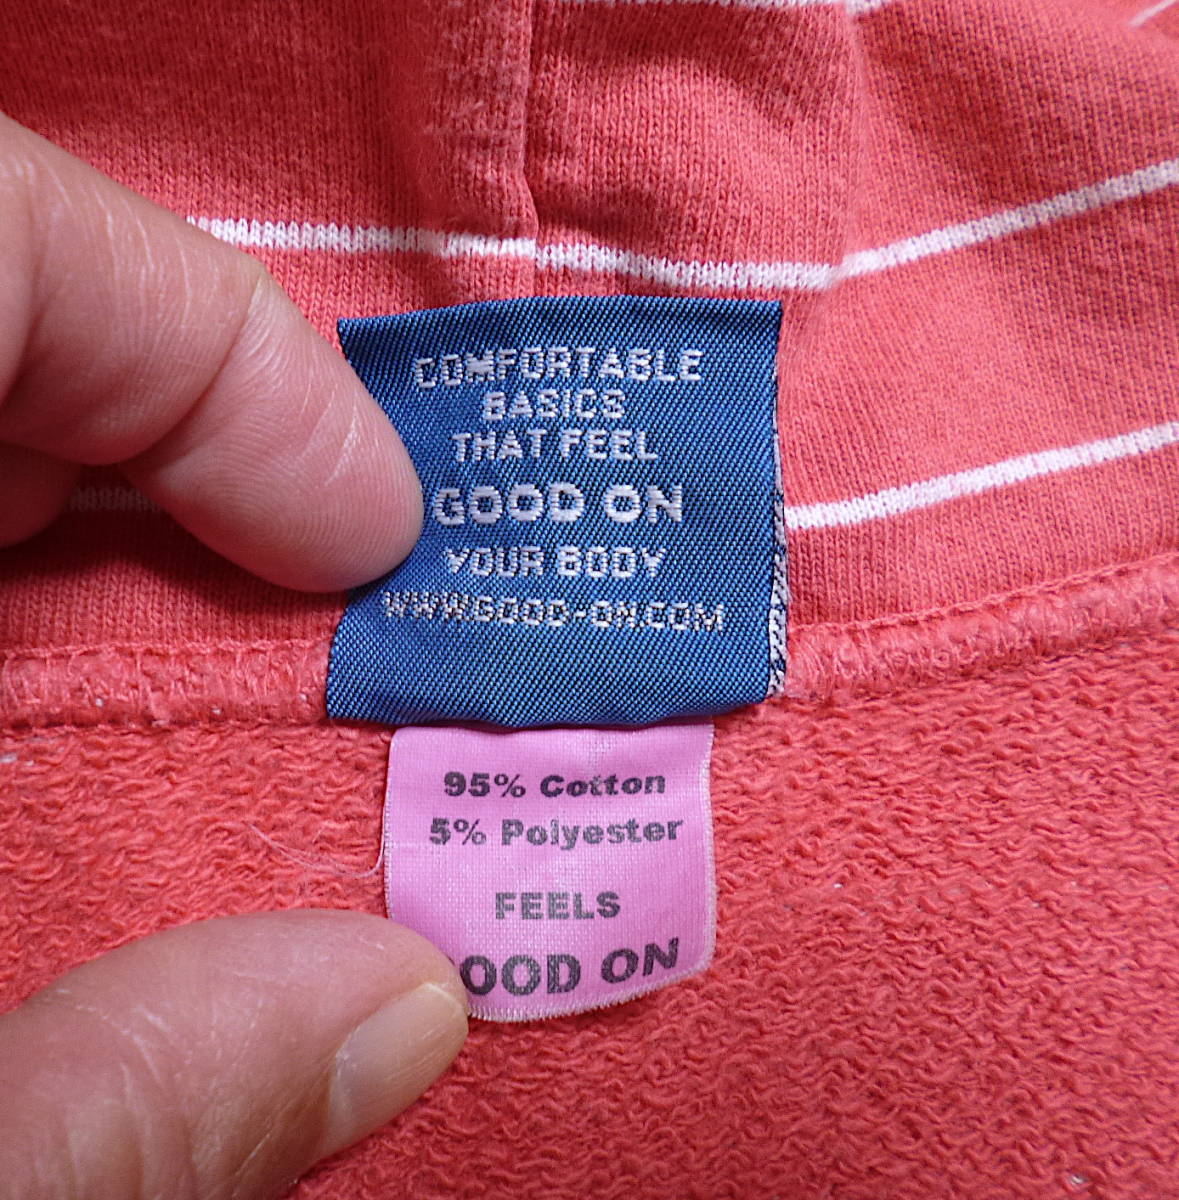 COMFORTABLE
BASICS
THAT FEEL
GOOD ON
YOUR BODY
WWW.GOOD-ON.COM
95% Cotton
5% Polyester
FEELS
OOD ON